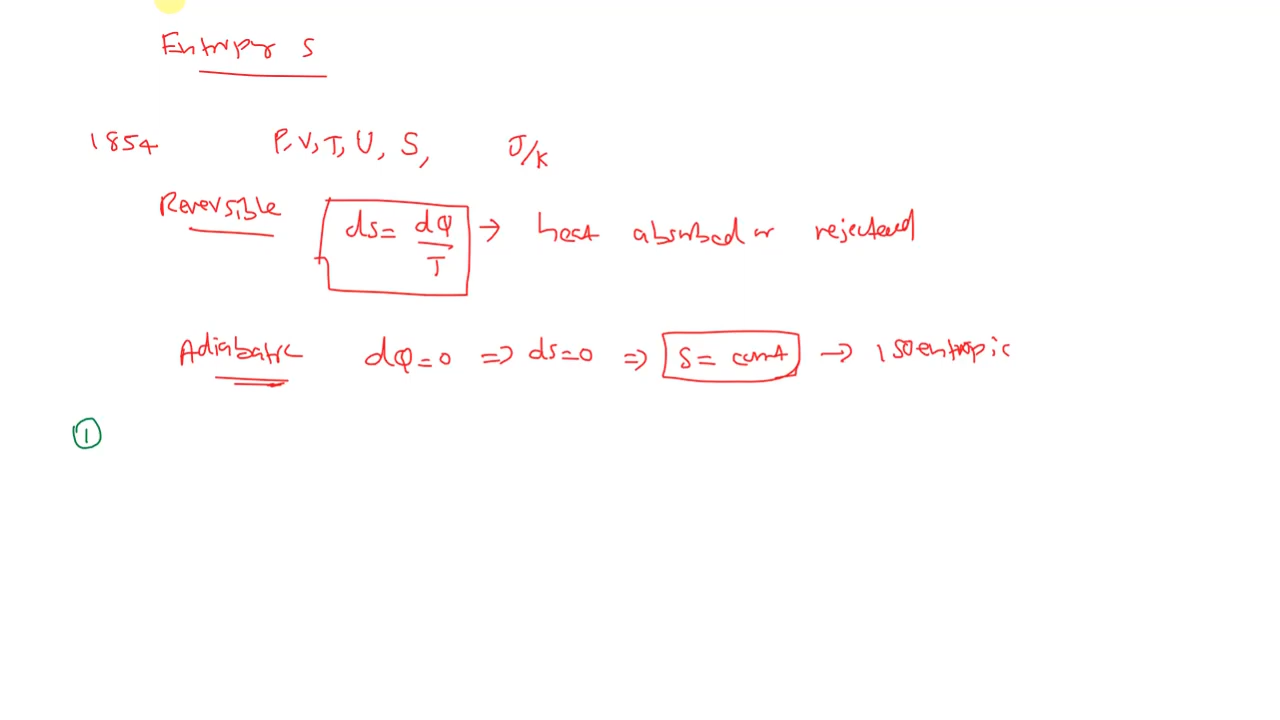 Entropy S
1854 P, V, T, U, S, J/K
Reversible ds = dQ/T → heat absorbed or rejected
Adiabatic dQ=0 ⇒ ds=0 ⇒ S = const → isoentropic
①